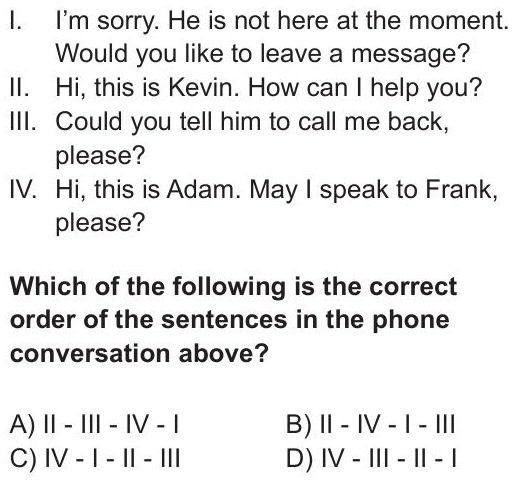 I. I'm sorry. He is not here at the moment.
Would you like to leave a message?
II. Hi, this is Kevin. How can I help you?
III. Could you tell him to call me back,
please?
IV. Hi, this is Adam. May I speak to Frank,
please?
Which of the following is the correct
order of the sentences in the phone
conversation above?
A) II - III - IV - I B) II - IV - I - III
C) IV - I - II - III D) IV - III - II - I